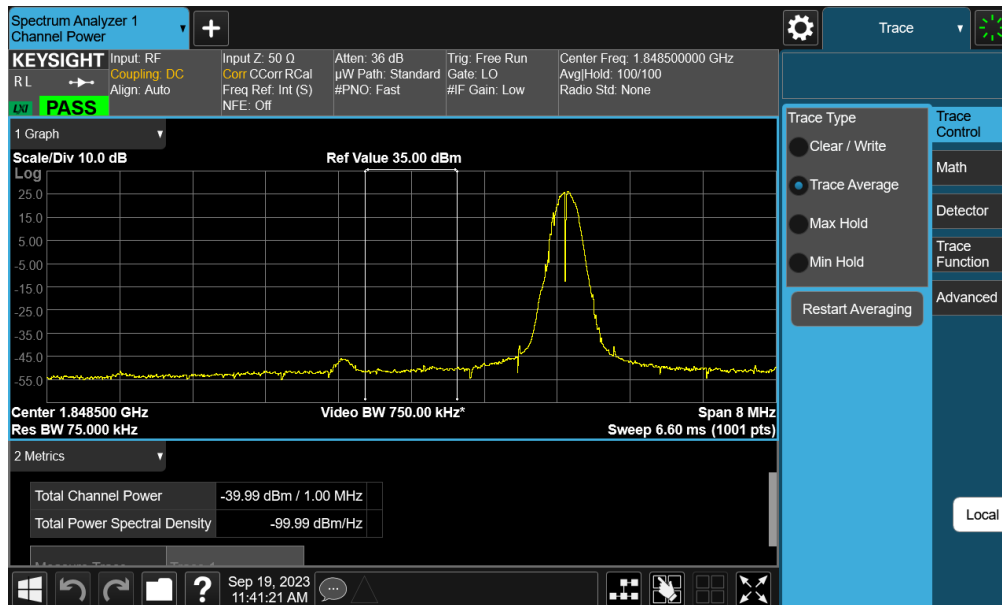 Spectrum Analyzer 1
Channel Power
+
Trace
KEYSIGHT
R L
LXI
PASS
Input: RF
Coupling: DC
Align: Auto
Input Z: 50 Ω
Corr CCorr RCal
Freq Ref: Int (S)
NFE: Off
Atten: 36 dB
µW Path: Standard
#PNO: Fast
Trig: Free Run
Gate: LO
#IF Gain: Low
Center Freq: 1.848500000 GHz
Avg|Hold: 100/100
Radio Std: None
1 Graph
Scale/Div 10.0 dB
Ref Value 35.00 dBm
Log
25.0
15.0
5.00
-5.00
-15.0
-25.0
-35.0
-45.0
-55.0
Center 1.848500 GHz
Video BW 750.00 kHz*
Span 8 MHz
Res BW 75.000 kHz
Sweep 6.60 ms (1001 pts)
2 Metrics
Total Channel Power -39.99 dBm / 1.00 MHz
Total Power Spectral Density -99.99 dBm/Hz
Trace Type
Clear / Write
Trace Average
Max Hold
Min Hold
Restart Averaging
Trace
Control
Math
Detector
Trace
Function
Advanced
Local
?
Sep 19, 2023
11:41:21 AM